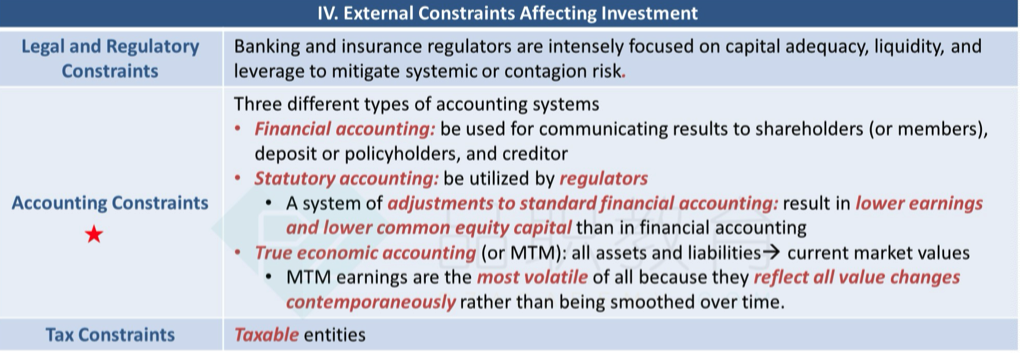 IV. External Constraints Affecting Investment
Legal and Regulatory
Constraints
Banking and insurance regulators are intensely focused on capital adequacy, liquidity, and
leverage to mitigate systemic or contagion risk.
Accounting Constraints
★
Three different types of accounting systems
• Financial accounting: be used for communicating results to shareholders (or members),
deposit or policyholders, and creditor
• Statutory accounting: be utilized by regulators
• A system of adjustments to standard financial accounting: result in lower earnings
and lower common equity capital than in financial accounting
• True economic accounting (or MTM): all assets and liabilities→ current market values
• MTM earnings are the most volatile of all because they reflect all value changes
contemporaneously rather than being smoothed over time.
Tax Constraints
Taxable entities